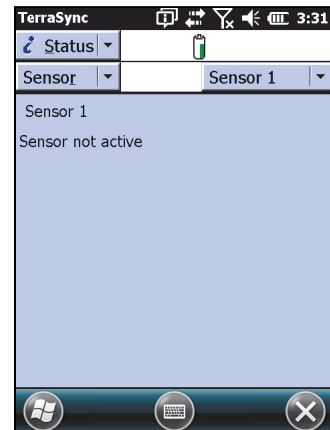 TerraSync 3:31
Status
Sensor Sensor 1
Sensor 1
Sensor not active